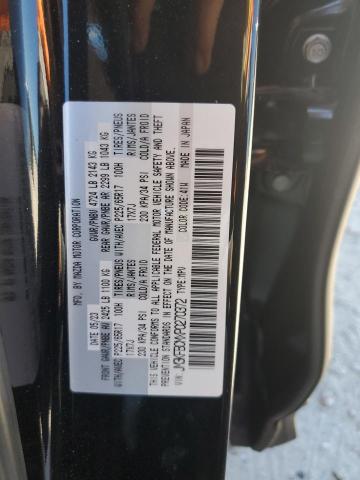 MFD. BY MAZDA MOTOR CORPORATION
05/23 GVWR/PNBV 4724 LB 2143 KG
FRONT GAWR/PNBE AV 2425 LB 1100 KG REAR GAWR/PNBE AR 2299 LB 1043 KG
WITH/AVEC P225/65R17 100H TIRES/PNEUS WITH/AVEC P225/65R17 100H TIRES/PNEUS
17X7J RIMS/JANTES 17X7J RIMS/JANTES
230 KPA/34 PSI COLD/A FROID 230 KPA/34 PSI COLD/A FROID
THIS VEHICLE CONFORMS TO ALL APPLICABLE FEDERAL MOTOR VEHICLE SAFETY AND THEFT
PREVENTION STANDARDS IN EFFECT ON THE DATE OF MANUFACTURE SHOWN ABOVE.
COLOR CODE:41W MADE IN JAPAN
TYPE:MPV